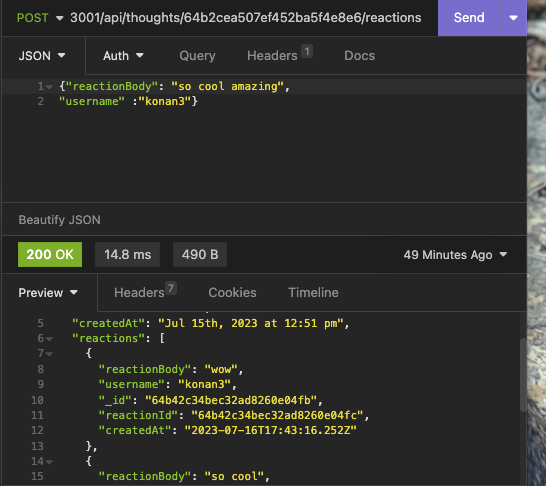 POST 3001/api/thoughts/64b2cea507ef452ba5f4e8e6/reactions Send
JSON Auth Query Headers 1 Docs
1 {"reactionBody": "so cool amazing",
2 "username" :"konan3"}
Beautify JSON
200 OK 14.8 ms 490 B 49 Minutes Ago
Preview Headers 7 Cookies Timeline
5 "createdAt": "Jul 15th, 2023 at 12:51 pm",
6 "reactions": [
7 {
8 "reactionBody": "wow",
9 "username": "konan3",
10 "_id": "64b42c34bec32ad8260e04fb",
11 "reactionId": "64b42c34bec32ad8260e04fc",
12 "createdAt": "2023-07-16T17:43:16.252Z"
13 },
14 {
15 "reactionBody": "so cool",